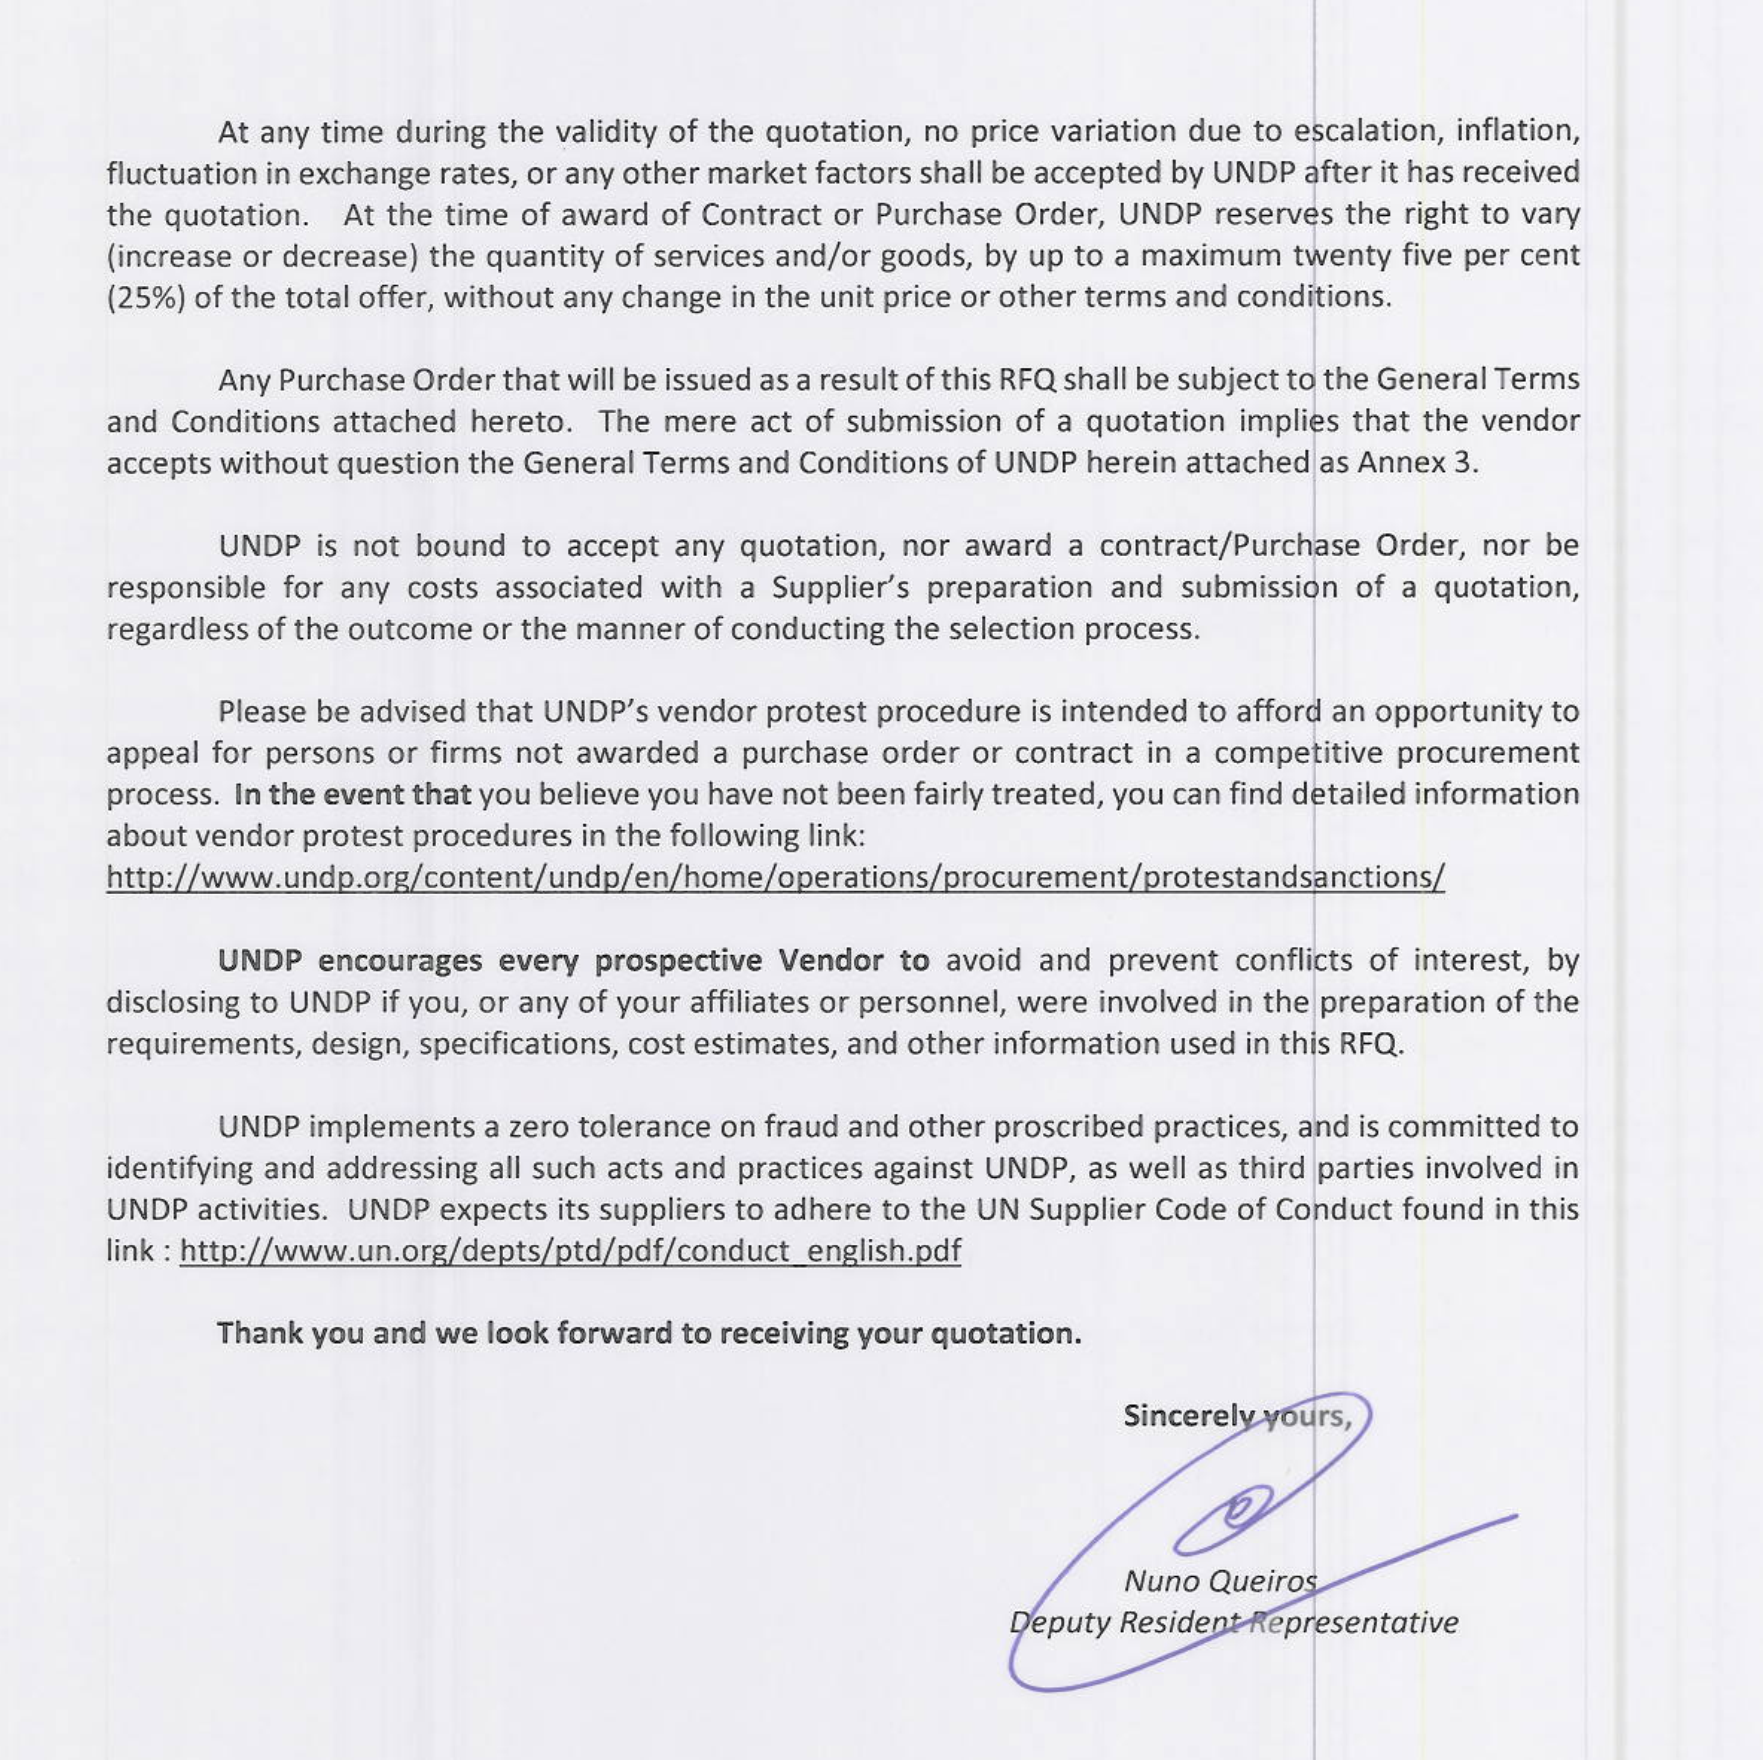 At any time during the validity of the quotation, no price variation due to escalation, inflation,
fluctuation in exchange rates, or any other market factors shall be accepted by UNDP after it has received
the quotation. At the time of award of Contract or Purchase Order, UNDP reserves the right to vary
(increase or decrease) the quantity of services and/or goods, by up to a maximum twenty five per cent
(25%) of the total offer, without any change in the unit price or other terms and conditions.
Any Purchase Order that will be issued as a result of this RFQ shall be subject to the General Terms
and Conditions attached hereto. The mere act of submission of a quotation implies that the vendor
accepts without question the General Terms and Conditions of UNDP herein attached as Annex 3.
UNDP is not bound to accept any quotation, nor award a contract/Purchase Order, nor be
responsible for any costs associated with a Supplier's preparation and submission of a quotation,
regardless of the outcome or the manner of conducting the selection process.
Please be advised that UNDP's vendor protest procedure is intended to afford an opportunity to
appeal for persons or firms not awarded a purchase order or contract in a competitive procurement
process. In the event that you believe you have not been fairly treated, you can find detailed information
about vendor protest procedures in the following link:
http://www.undp.org/content/undp/en/home/operations/procurement/protestandsanctions/
UNDP encourages every prospective Vendor to avoid and prevent conflicts of interest, by
disclosing to UNDP if you, or any of your affiliates or personnel, were involved in the preparation of the
requirements, design, specifications, cost estimates, and other information used in this RFQ.
UNDP implements a zero tolerance on fraud and other proscribed practices, and is committed to
identifying and addressing all such acts and practices against UNDP, as well as third parties involved in
UNDP activities. UNDP expects its suppliers to adhere to the UN Supplier Code of Conduct found in this
link : http://www.un.org/depts/ptd/pdf/conduct_english.pdf
Thank you and we look forward to receiving your quotation.
Sincerely yours,
Nuno Queiros
Deputy Resident Representative